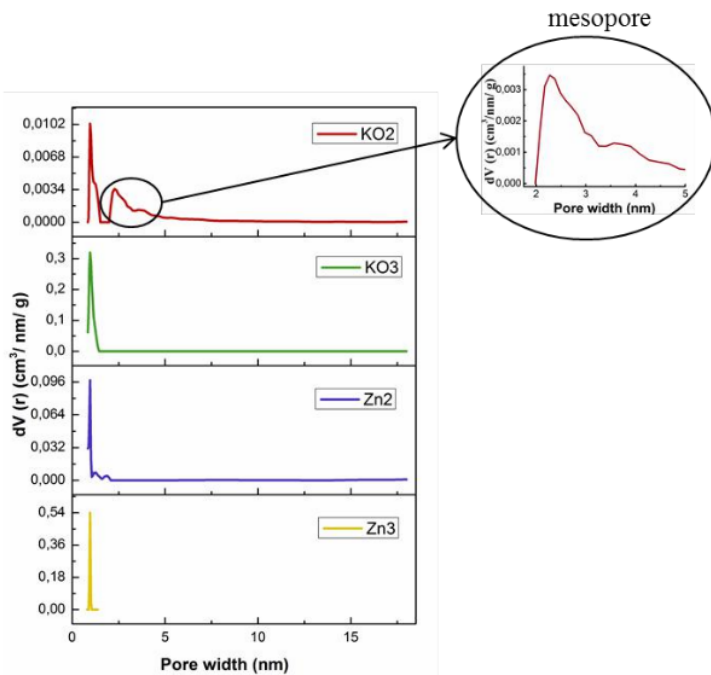 mesopore
dV (r) (cm³/nm/ g)
0.003
0.002
0.001
0.000
2 3 4 5
Pore width (nm)
dV (r) (cm³/ nm/ g)
0,0102
0,0068
0,0034
0,0000
KO2
0,3
0,2
0,1
0,0
KO3
0,096
0,064
0,032
0,000
Zn2
0,54
0,36
0,18
0,00
Zn3
0 5 10 15
Pore width (nm)